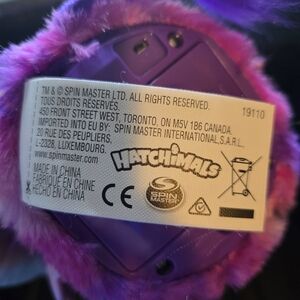 TM & © SPIN MASTER LTD. ALL RIGHTS RESERVED.
TOUS DROITS RÉSERVÉS.
450 FRONT STREET WEST, TORONTO, ON M5V 1B6 CANADA
IMPORTED INTO EU BY: SPIN MASTER INTERNATIONAL, S.A.R.L.,
20 RUE DES PEUPLIERS,
L-2328, LUXEMBOURG.
www.spinmaster.com
MADE IN CHINA
FABRIQUÉ EN CHINE
HECHO EN CHINA
19110
HATCHIMALS
CE
SPIN
MASTER